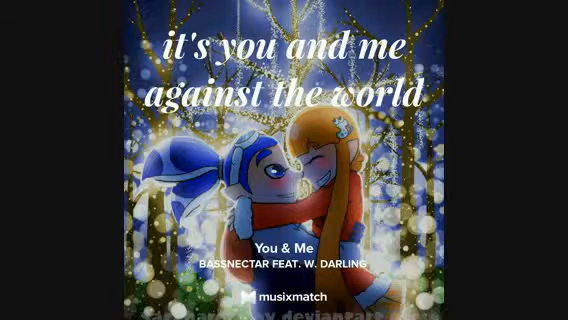 it's you and me
against the world
You & Me
BASSNECTAR FEAT. W. DARLING
musixmatch